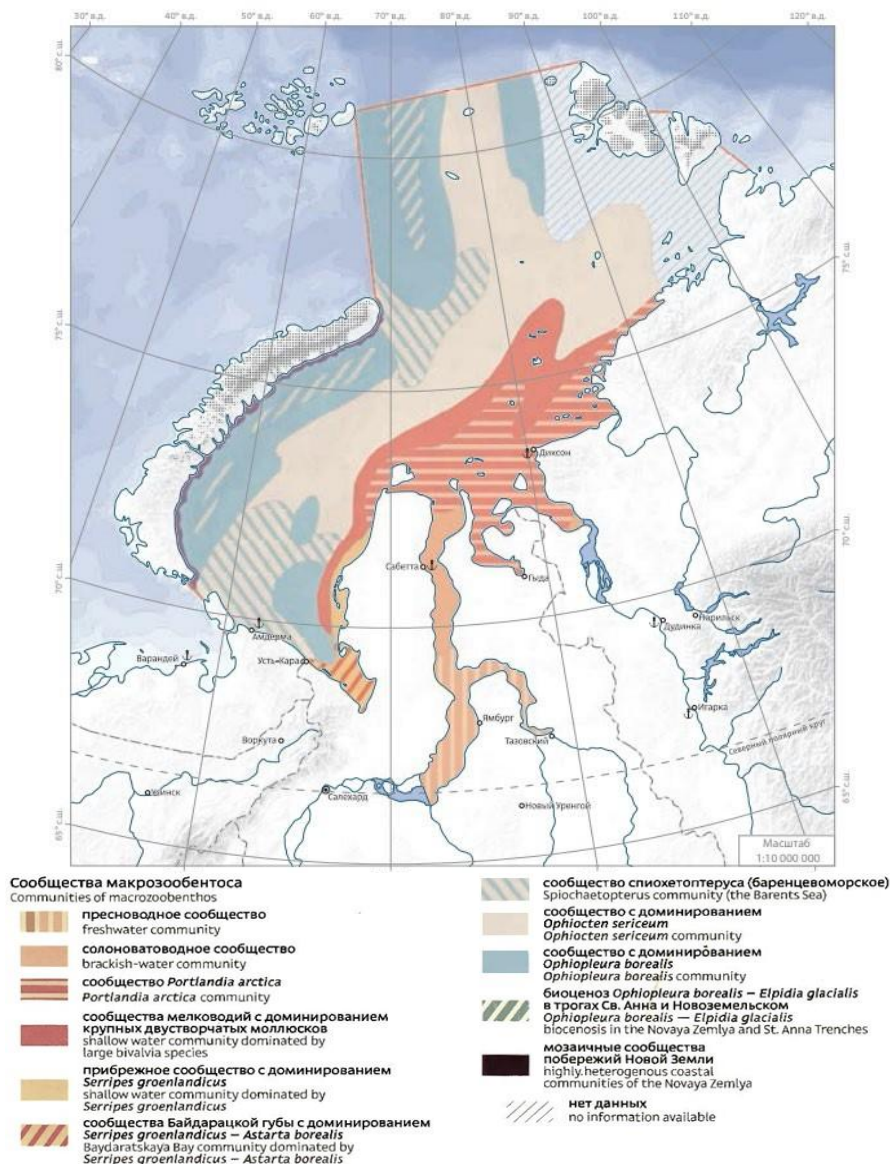 30° в.д.
40° в.д.
50° в.д.
60° в.д.
70° в.д.
80° в.д.
90° в.д.
100° в.д.
110° в.д.
120° в.д.
80° с.ш.
75° с.ш.
75° с.ш.
70° с.ш.
70° с.ш.
65° с.ш.
65° с.ш.
Диксон
Сабетта
Гыда
Амдерма
Варандей
Усть-Кара
Дудинка
Норильск
Игарка
Ямбург
Тазовский
Воркута
Северный полярный круг
Усинск
Салехард
Новый Уренгой
Масштаб
1:10 000 000
Сообщества макрозообентоса
Communities of macrozoobenthos
пресноводное сообщество
freshwater community
солоноватоводное сообщество
brackish-water community
сообщество Portlandia arctica
Portlandia arctica community
сообщества мелководий с доминированием
крупных двустворчатых моллюсков
shallow water community dominated by
large bivalvia species
прибрежное сообщество с доминированием
Serripes groenlandicus
shallow water community dominated by
Serripes groenlandicus
сообщества Байдарацкой губы с доминированием
Serripes groenlandicus – Astarta borealis
Baydaratskaya Bay community dominated by
Serripes groenlandicus – Astarta borealis
сообщество спиохетоптеруса (баренцевоморское)
Spiochaetopterus community (the Barents Sea)
сообщество с доминированием
Ophiocten sericeum
Ophiocten sericeum community
сообщество с доминированием
Ophiopleura borealis
Ophiopleura borealis community
биоценоз Ophiopleura borealis – Elpidia glacialis
в трогах Св. Анна и Новоземельском
Ophiopleura borealis — Elpidia glacialis
biocenosis in the Novaya Zemlya and St. Anna Trenches
мозаичные сообщества
побережий Новой Земли
highly.heterogenous coastal
communities of the Novaya Zemlya
нет данных
no information available